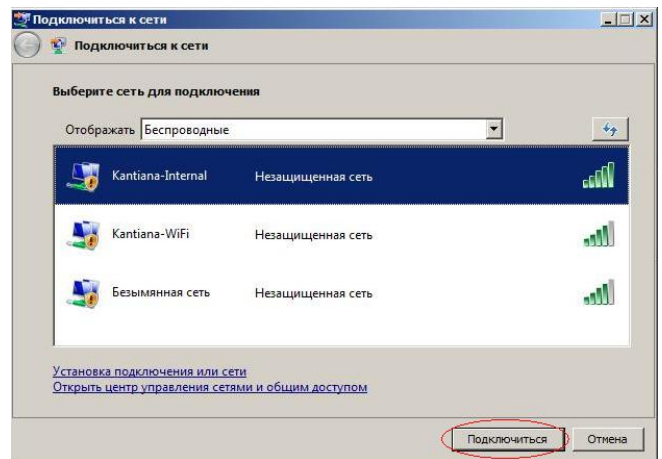 Подключиться к сети
Подключиться к сети
Выберите сеть для подключения
Отображать Беспроводные
Kantiana-Internal Незащищенная сеть
Kantiana-WiFi Незащищенная сеть
Безымянная сеть Незащищенная сеть
Установка подключения или сети
Открыть центр управления сетями и общим доступом
Подключиться Отмена